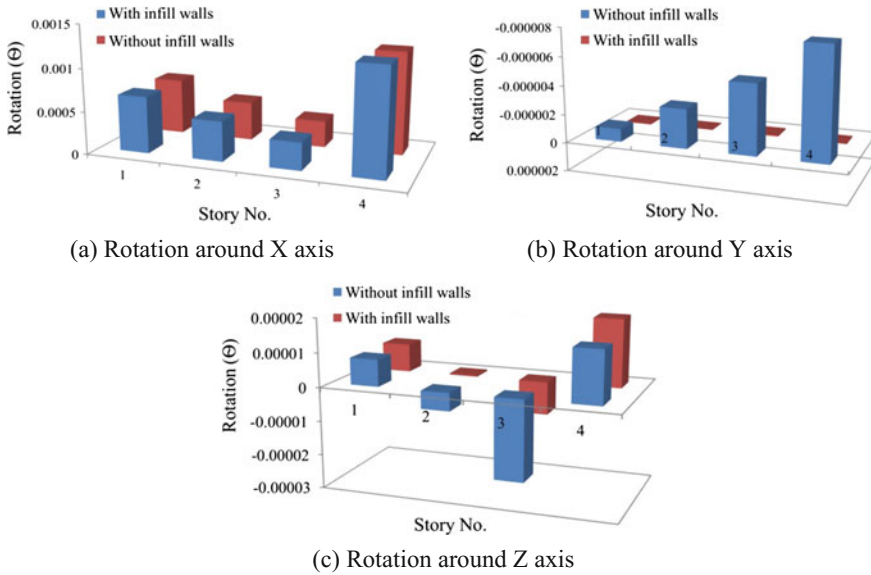 With infill walls
Without infill walls
0.0015
0.001
0.0005
0
Rotation (Θ)
1
2
3
4
Story No.
(a) Rotation around X axis
Without infill walls
With infill walls
-0.000008
-0.000006
-0.000004
-0.000002
0
0.000002
Rotation (Θ)
1
2
3
4
Story No.
(b) Rotation around Y axis
Without infill walls
With infill walls
0.00002
0.00001
0
-0.00001
-0.00002
-0.00003
Rotation (Θ)
1
2
3
4
Story No.
(c) Rotation around Z axis